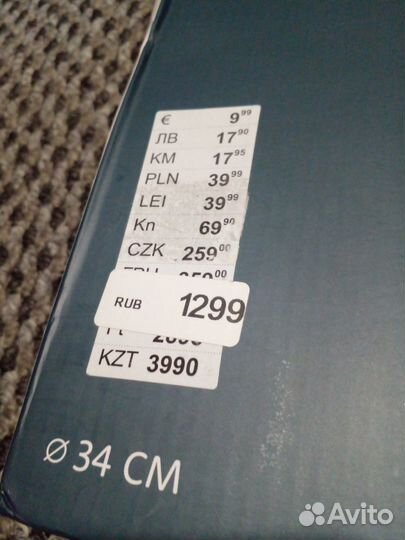 € 9⁹⁹
ЛВ 17⁹⁰
KM 17⁹⁵
PLN 39⁹⁹
LEI 39⁹⁹
Kn 69⁹⁰
CZK 259⁰⁰
RUB 1299
KZT 3990
Ø 34 CM
Avito